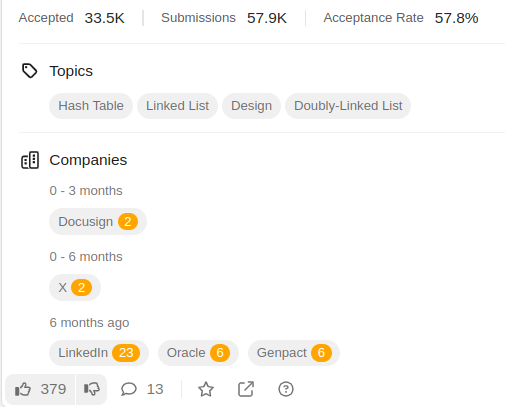 Accepted 33.5K Submissions 57.9K Acceptance Rate 57.8%
Topics
Hash Table Linked List Design Doubly-Linked List
Companies
0 - 3 months
Docusign 2
0 - 6 months
X 2
6 months ago
LinkedIn 23 Oracle 6 Genpact 6
379 13